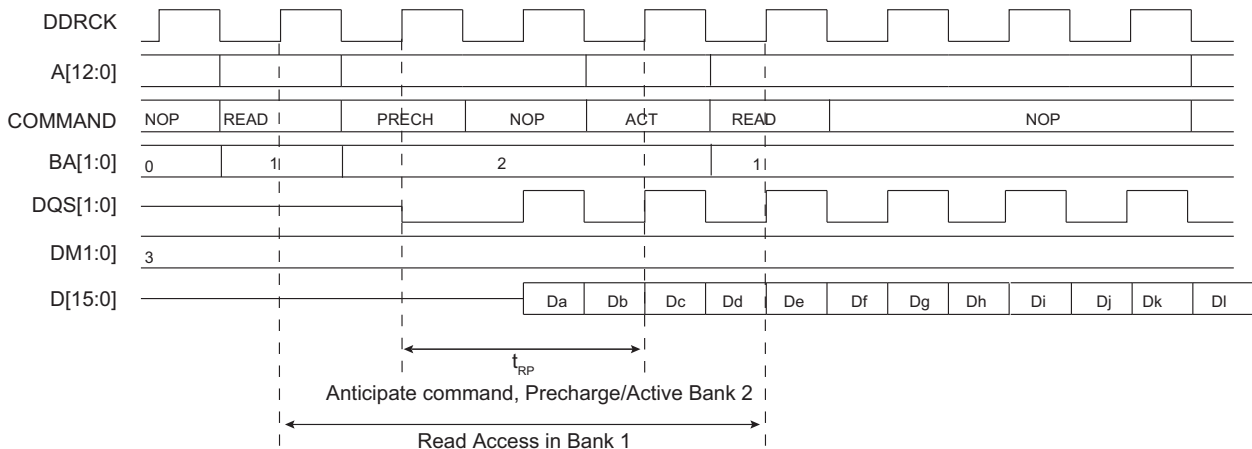 DDRCK
A[12:0]
COMMAND NOP READ PRECH NOP ACT READ NOP
BA[1:0] 0 1 2 1
DQS[1:0]
DM1:0] 3
D[15:0] Da Db Dc Dd De Df Dg Dh Di Dj Dk Dl
tRP
Anticipate command, Precharge/Active Bank 2
Read Access in Bank 1